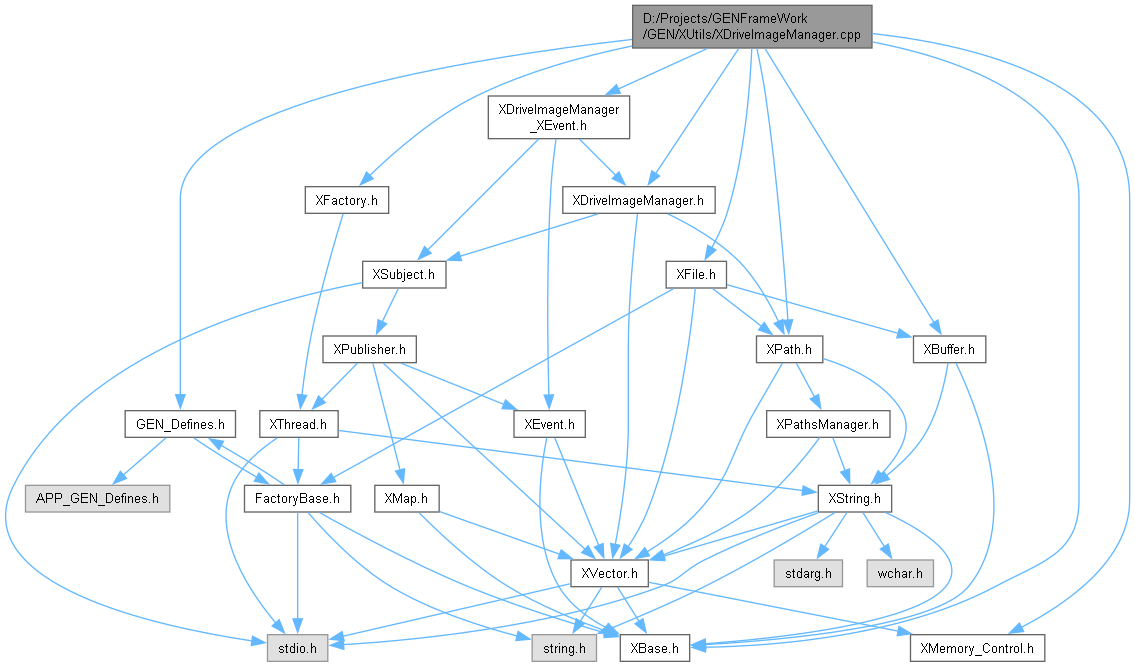 D:/Projects/GENFrameWork
/GEN/XUtils/XDriveImageManager.cpp
XDriveImageManager
_XEvent.h
XFactory.h
XDriveImageManager.h
XSubject.h
XFile.h
XPublisher.h
XPath.h
XBuffer.h
GEN_Defines.h
XThread.h
XEvent.h
XPathsManager.h
APP_GEN_Defines.h
FactoryBase.h
XMap.h
XString.h
XVector.h
stdarg.h
wchar.h
stdio.h
string.h
XBase.h
XMemory_Control.h